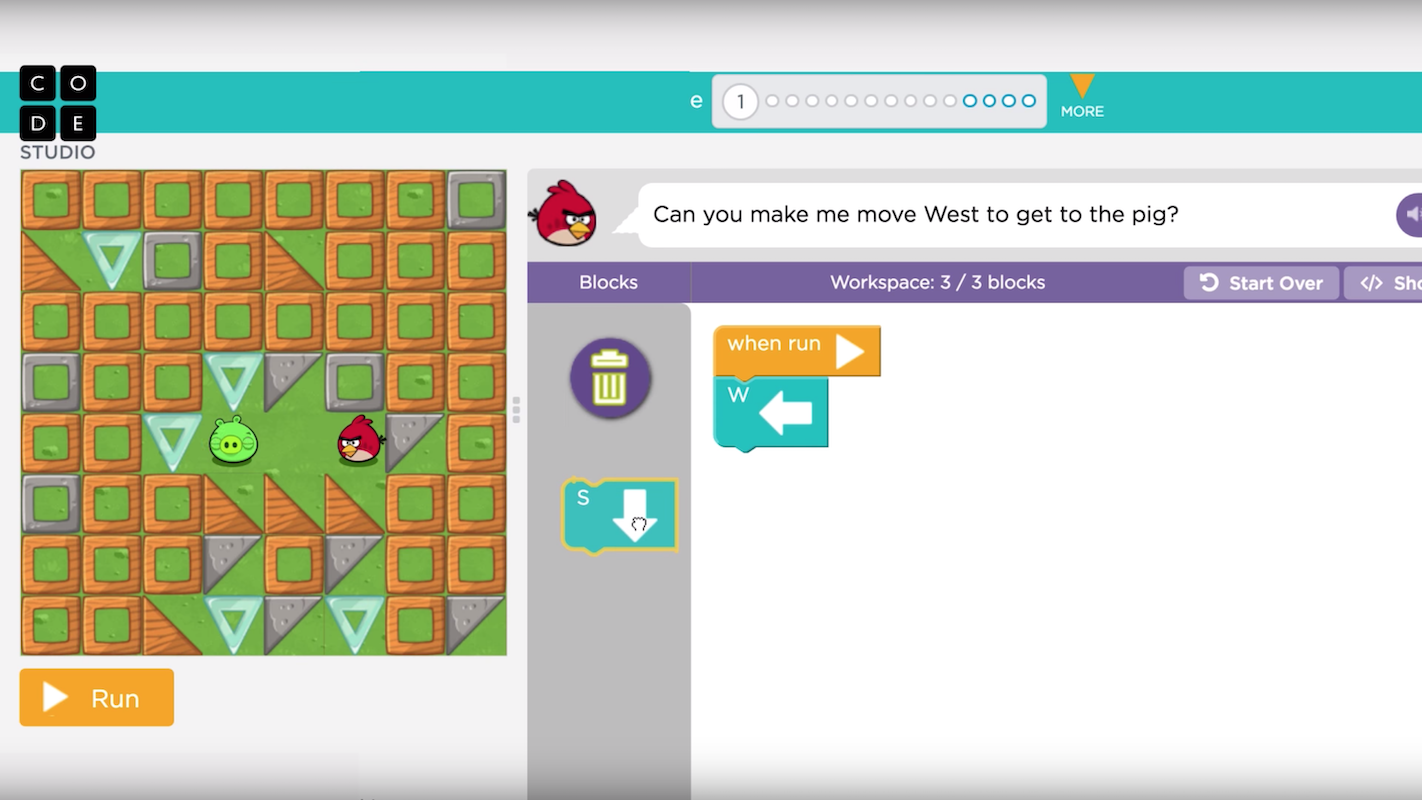 C O
D E
STUDIO
e
1
MORE
Can you make me move West to get to the pig?
Blocks
Workspace: 3 / 3 blocks
Start Over
</> Sho
when run
W
S
Run